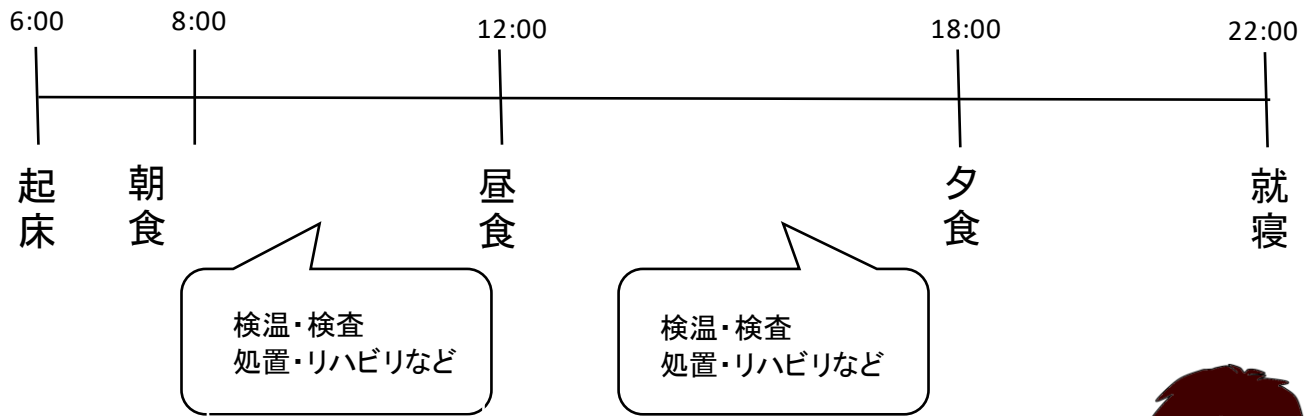 6:00
8:00
12:00
18:00
22:00
起床
朝食
昼食
夕食
就寝
検温・検査
処置・リハビリなど
検温・検査
処置・リハビリなど